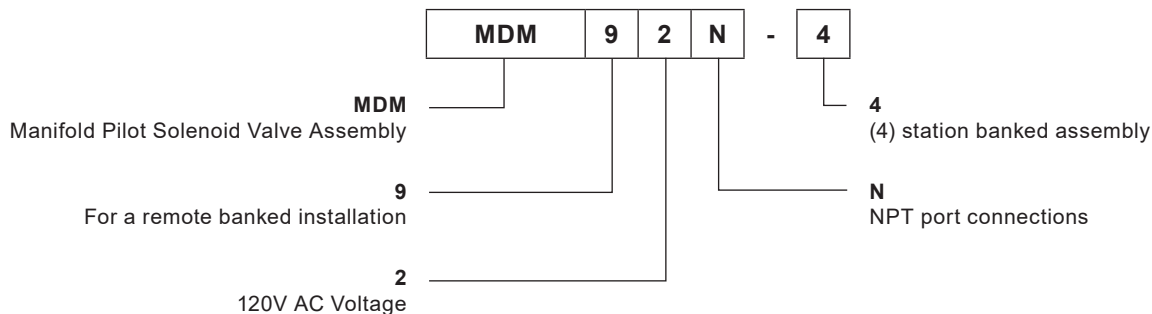 MDM 9 2 N - 4
MDM
Manifold Pilot Solenoid Valve Assembly
9
For a remote banked installation
2
120V AC Voltage
4
(4) station banked assembly
N
NPT port connections